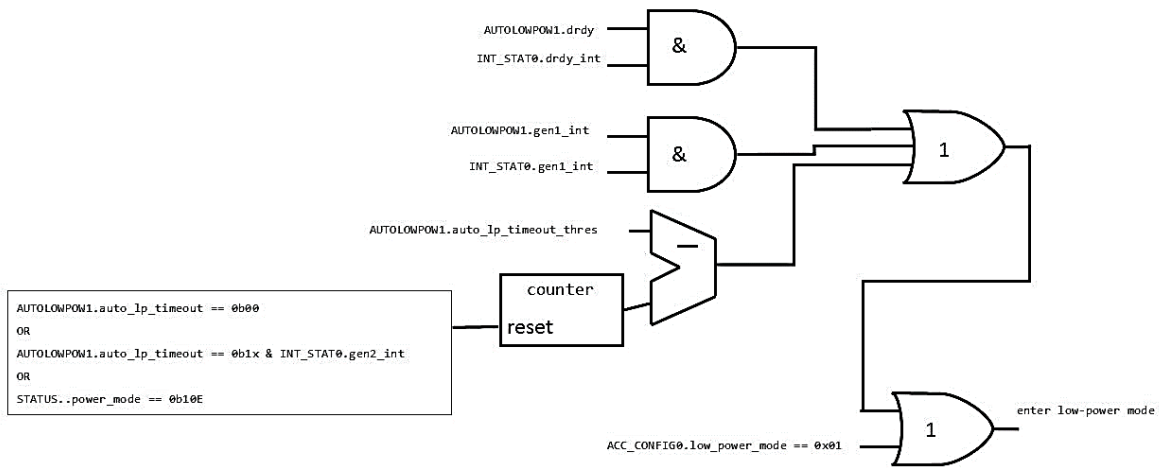 AUTOLOWPOW1.drdy
&
INT_STAT0.drdy_int
AUTOLOWPOW1.gen1_int
&
1
INT_STAT0.gen1_int
AUTOLOWPOW1.auto_lp_timeout_thres
—
counter
reset
AUTOLOWPOW1.auto_lp_timeout == 0b00
OR
AUTOLOWPOW1.auto_lp_timeout == 0b1x & INT_STAT0.gen2_int
OR
STATUS..power_mode == 0b10E
enter low-power mode
1
ACC_CONFIG0.low_power_mode == 0x01